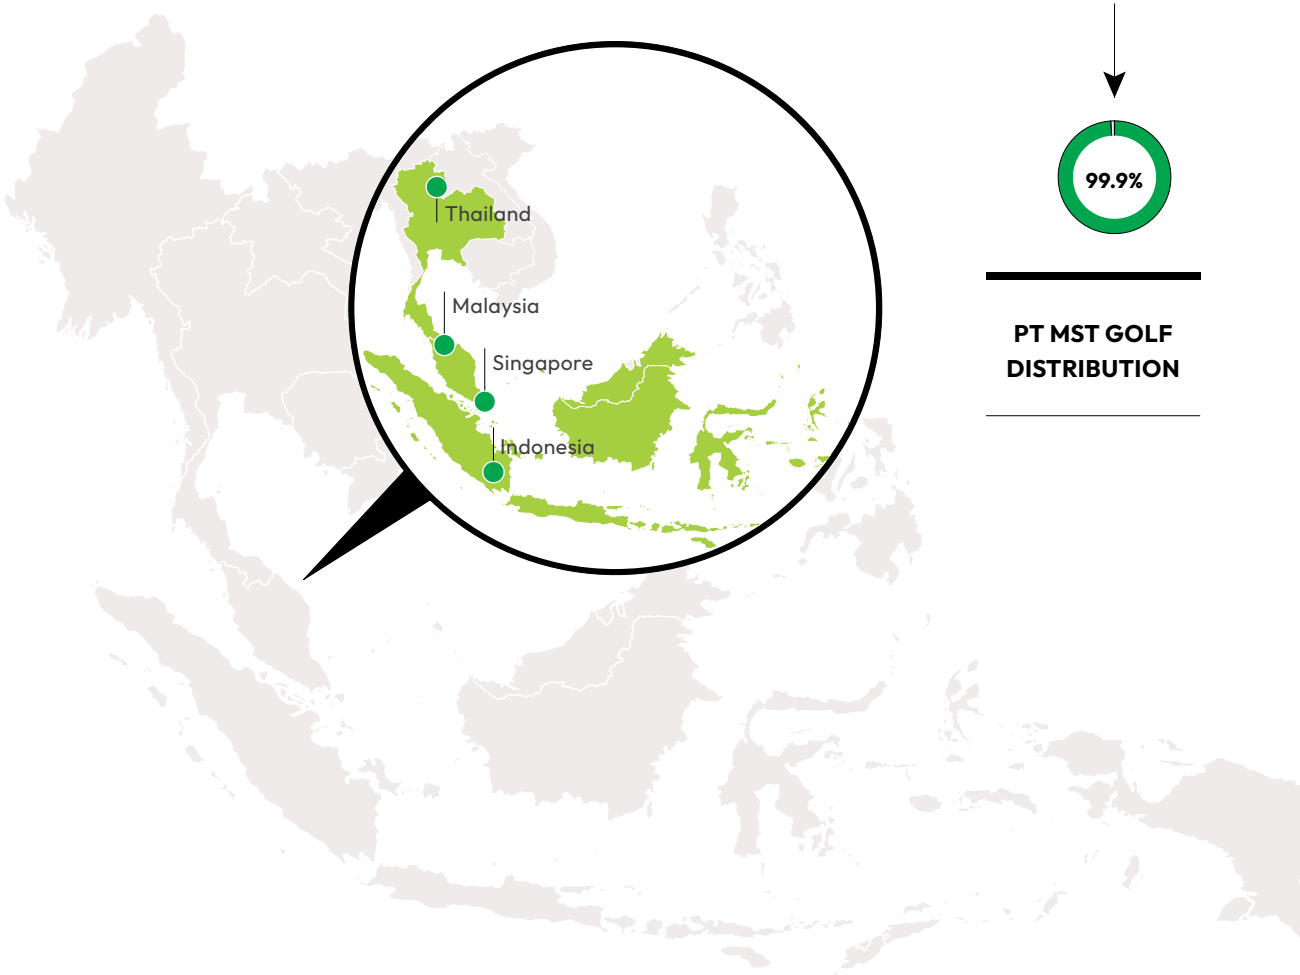 99.9%
Thailand
Malaysia
PT MST GOLF
DISTRIBUTION
Singapore
Indonesia